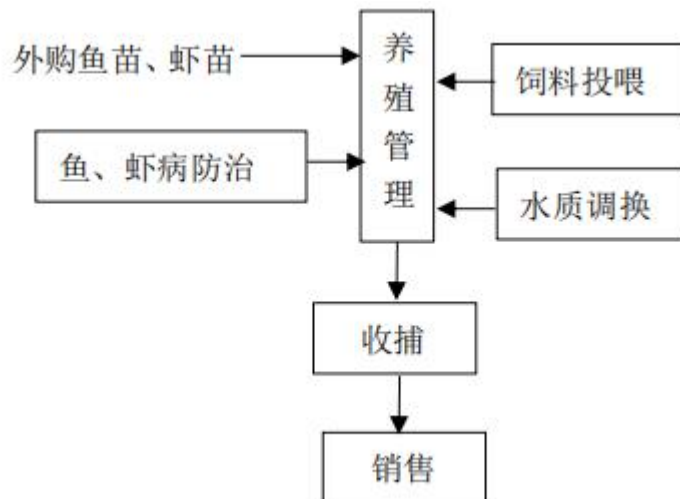 外购鱼苗、虾苗
养殖管理
饲料投喂
鱼、虾病防治
水质调换
收捕
销售